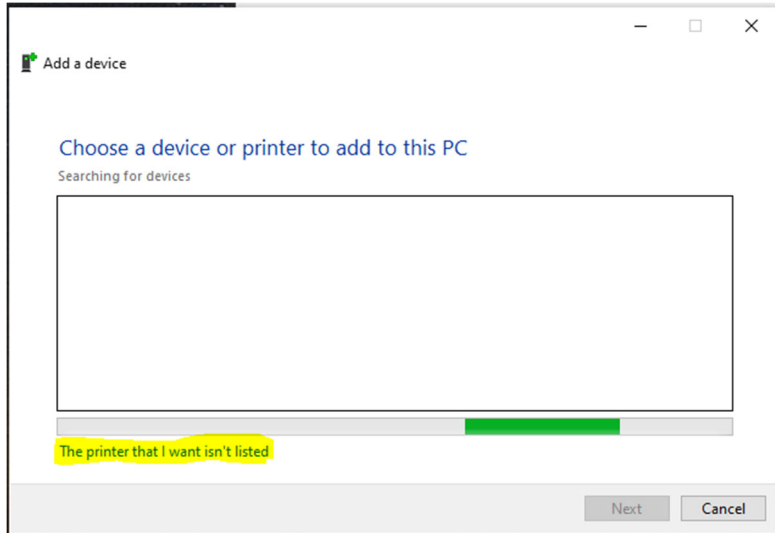 Add a device
Choose a device or printer to add to this PC
Searching for devices
The printer that I want isn't listed
Next
Cancel